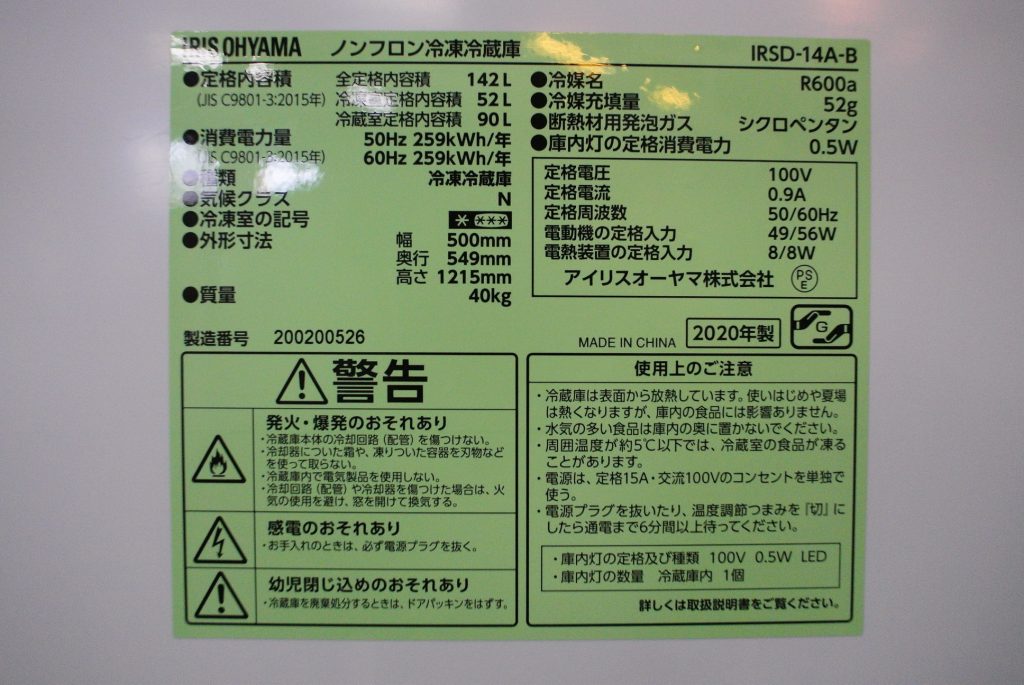 IRIS OHYAMA ノンフロン冷凍冷蔵庫 IRSD-14A-B
●定格内容積 全定格内容積 142L
(JIS C9801-3:2015年) 冷凍室定格内容積 52L
冷蔵室定格内容積 90L
●消費電力量 50Hz 259kWh/年
(JIS C9801-3:2015年) 60Hz 259kWh/年
●種類 冷凍冷蔵庫
●気候クラス N
●冷凍室の記号 * ***
●外形寸法 幅 500mm
奥行 549mm
高さ 1215mm
●質量 40kg
製造番号 200200526
●冷媒名 R600a
●冷媒充填量 52g
●断熱材用発泡ガス シクロペンタン
●庫内灯の定格消費電力 0.5W
定格電圧 100V
定格電流 0.9A
定格周波数 50/60Hz
電動機の定格入力 49/56W
電熱装置の定格入力 8/8W
アイリスオーヤマ株式会社 PSE
MADE IN CHINA 2020年製 G
警告
発火・爆発のおそれあり
・冷蔵庫本体の冷却回路(配管)を傷つけない。
・冷却器についた霜や、凍りついた容器を刃物など
を使って取らない。
・冷蔵庫内で電気製品を使用しない。
・冷却回路(配管)や冷却器を傷つけた場合は、火
気の使用を避け、窓を開けて換気する。
感電のおそれあり
・お手入れのときは、必ず電源プラグを抜く。
幼児閉じ込めのおそれあり
・冷蔵庫を廃棄処分するときは、ドアパッキンをはずす。
使用上のご注意
・冷蔵庫は表面から放熱しています。使いはじめや夏場
は熱くなりますが、庫内の食品には影響ありません。
・水気の多い食品は庫内の奥に置かないでください。
・周囲温度が約5℃以下では、冷蔵室の食品が凍る
ことがあります。
・電源は、定格15A・交流100Vのコンセントを単独で
使う。
・電源プラグを抜いたり、温度調節つまみを『切』に
したら通電まで6分間以上待ってください。
・庫内灯の定格及び種類 100V 0.5W LED
・庫内灯の数量 冷蔵庫内 1個
詳しくは取扱説明書をご覧ください。